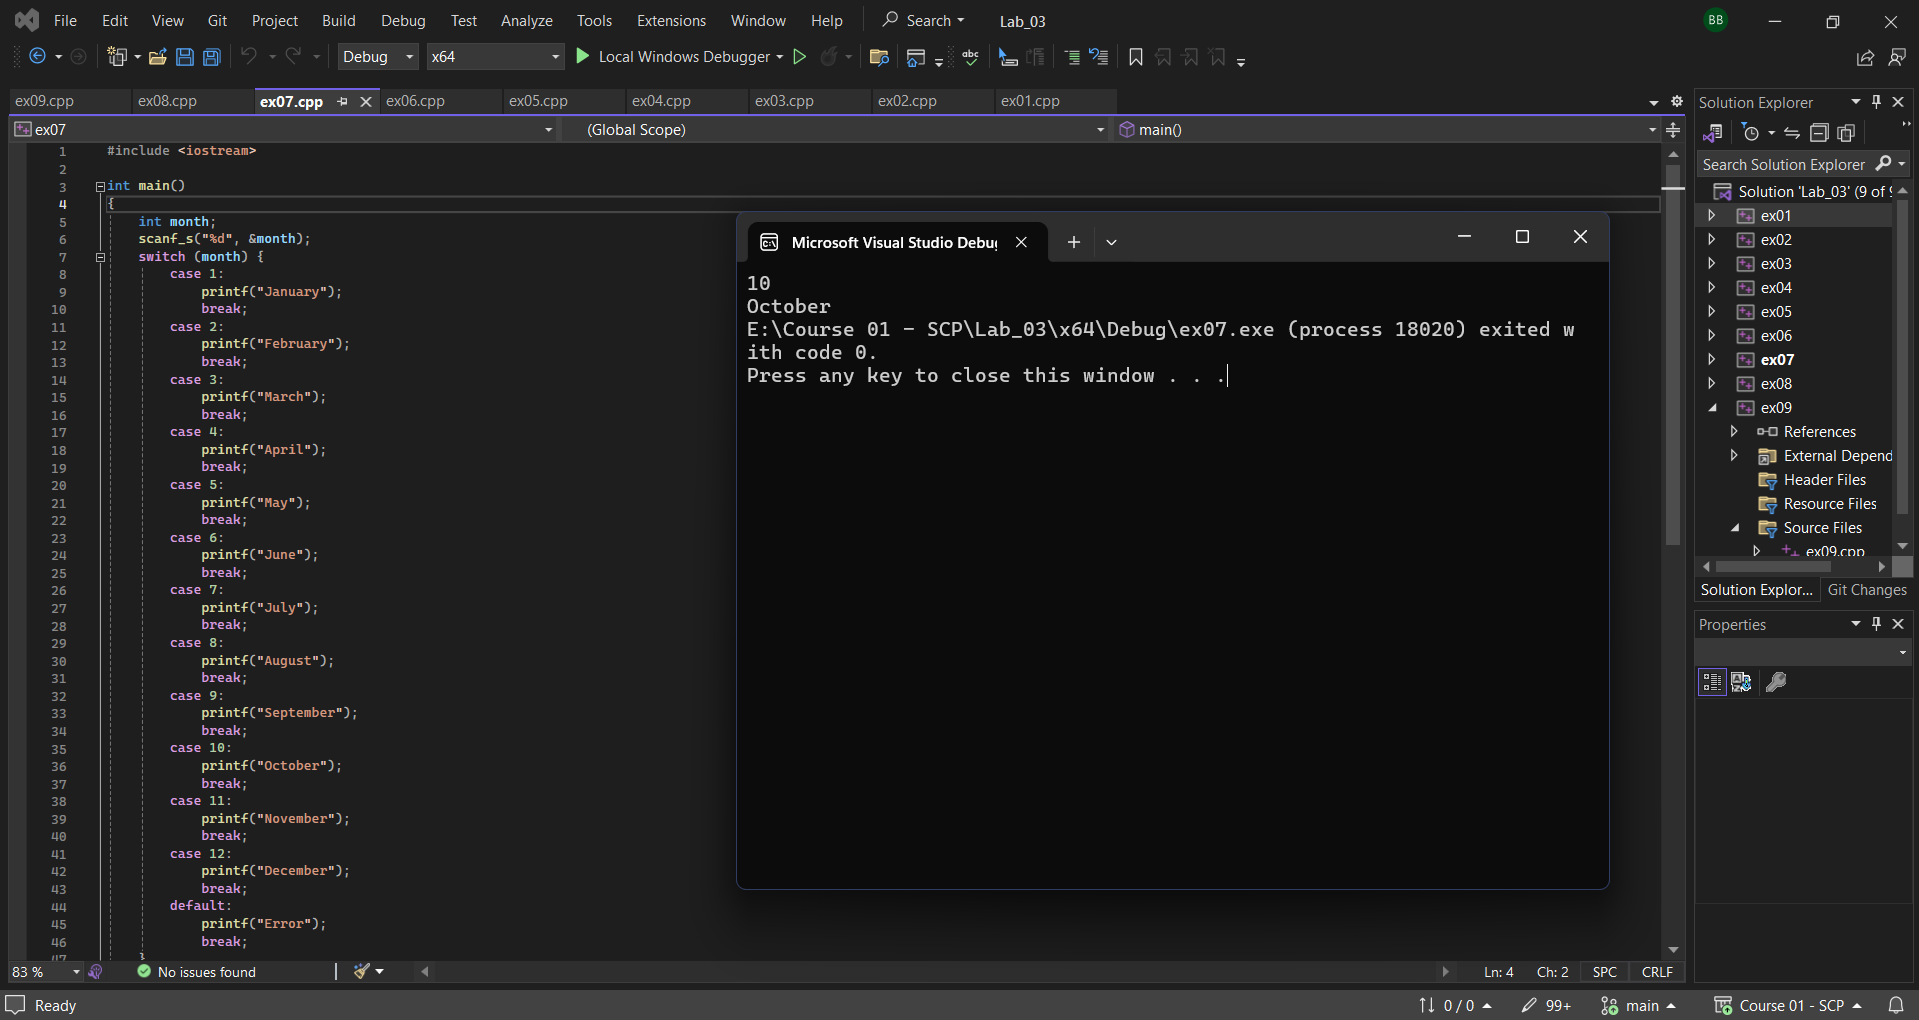 File Edit View Git Project Build Debug Test Analyze Tools Extensions Window Help Search Lab_03 BB
Debug x64 Local Windows Debugger abc
ex09.cpp ex08.cpp ex07.cpp ex06.cpp ex05.cpp ex04.cpp ex03.cpp ex02.cpp ex01.cpp
ex07 (Global Scope) main()
1 #include <iostream>
2
3 int main()
4 {
5 int month;
6 scanf_s("%d", &month);
7 switch (month) {
8 case 1:
9 printf("January");
10 break;
11 case 2:
12 printf("February");
13 break;
14 case 3:
15 printf("March");
16 break;
17 case 4:
18 printf("April");
19 break;
20 case 5:
21 printf("May");
22 break;
23 case 6:
24 printf("June");
25 break;
26 case 7:
27 printf("July");
28 break;
29 case 8:
30 printf("August");
31 break;
32 case 9:
33 printf("September");
34 break;
35 case 10:
36 printf("October");
37 break;
38 case 11:
39 printf("November");
40 break;
41 case 12:
42 printf("December");
43 break;
44 default:
45 printf("Error");
46 break;
47 }
Microsoft Visual Studio Debug
10
October
E:\Course 01 - SCP\Lab_03\x64\Debug\ex07.exe (process 18020) exited w
ith code 0.
Press any key to close this window . . .
Solution Explorer
Search Solution Explorer
Solution 'Lab_03' (9 of 9
ex01
ex02
ex03
ex04
ex05
ex06
ex07
ex08
ex09
References
External Depend
Header Files
Resource Files
Source Files
ex09.cpp
Solution Explor... Git Changes
Properties
83 % No issues found Ln: 4 Ch: 2 SPC CRLF
Ready 0 / 0 99+ main Course 01 - SCP